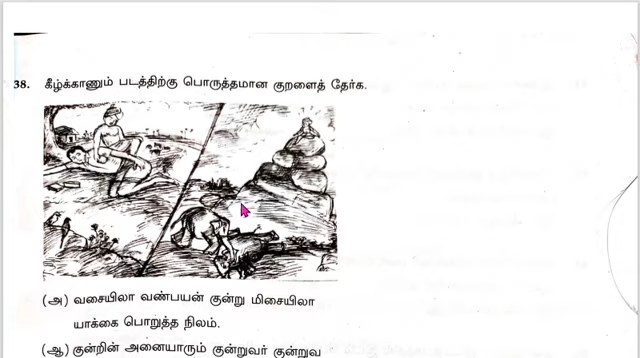 38. கீழ்க்காணும் படத்திற்கு பொருத்தமான குறளைத் தேர்க.
(அ) வசையிலா வண்பயன் குன்று மிசையிலா
யாக்கை பொறுத்த நிலம்.
(ஆ) குன்றின் அனையாரும் குன்றுவர் குன்றுவ